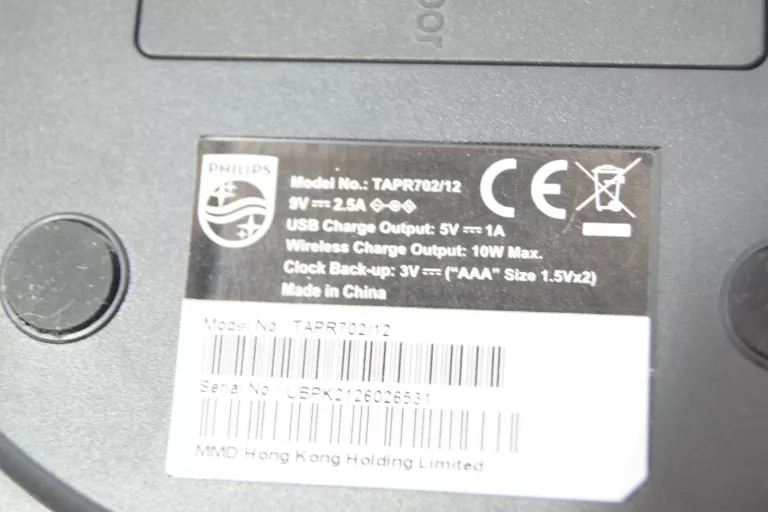 oor
PHILIPS
Model No.: TAPR702/12
9V ⎓ 2.5A
USB Charge Output: 5V ⎓ 1A
Wireless Charge Output: 10W Max.
Clock Back-up: 3V ⎓ ("AAA" Size 1.5Vx2)
Made in China
CE
Model No.: TAPR702/12
Serial No.: UBPK2126026531
MMD Hong Kong Holding Limited